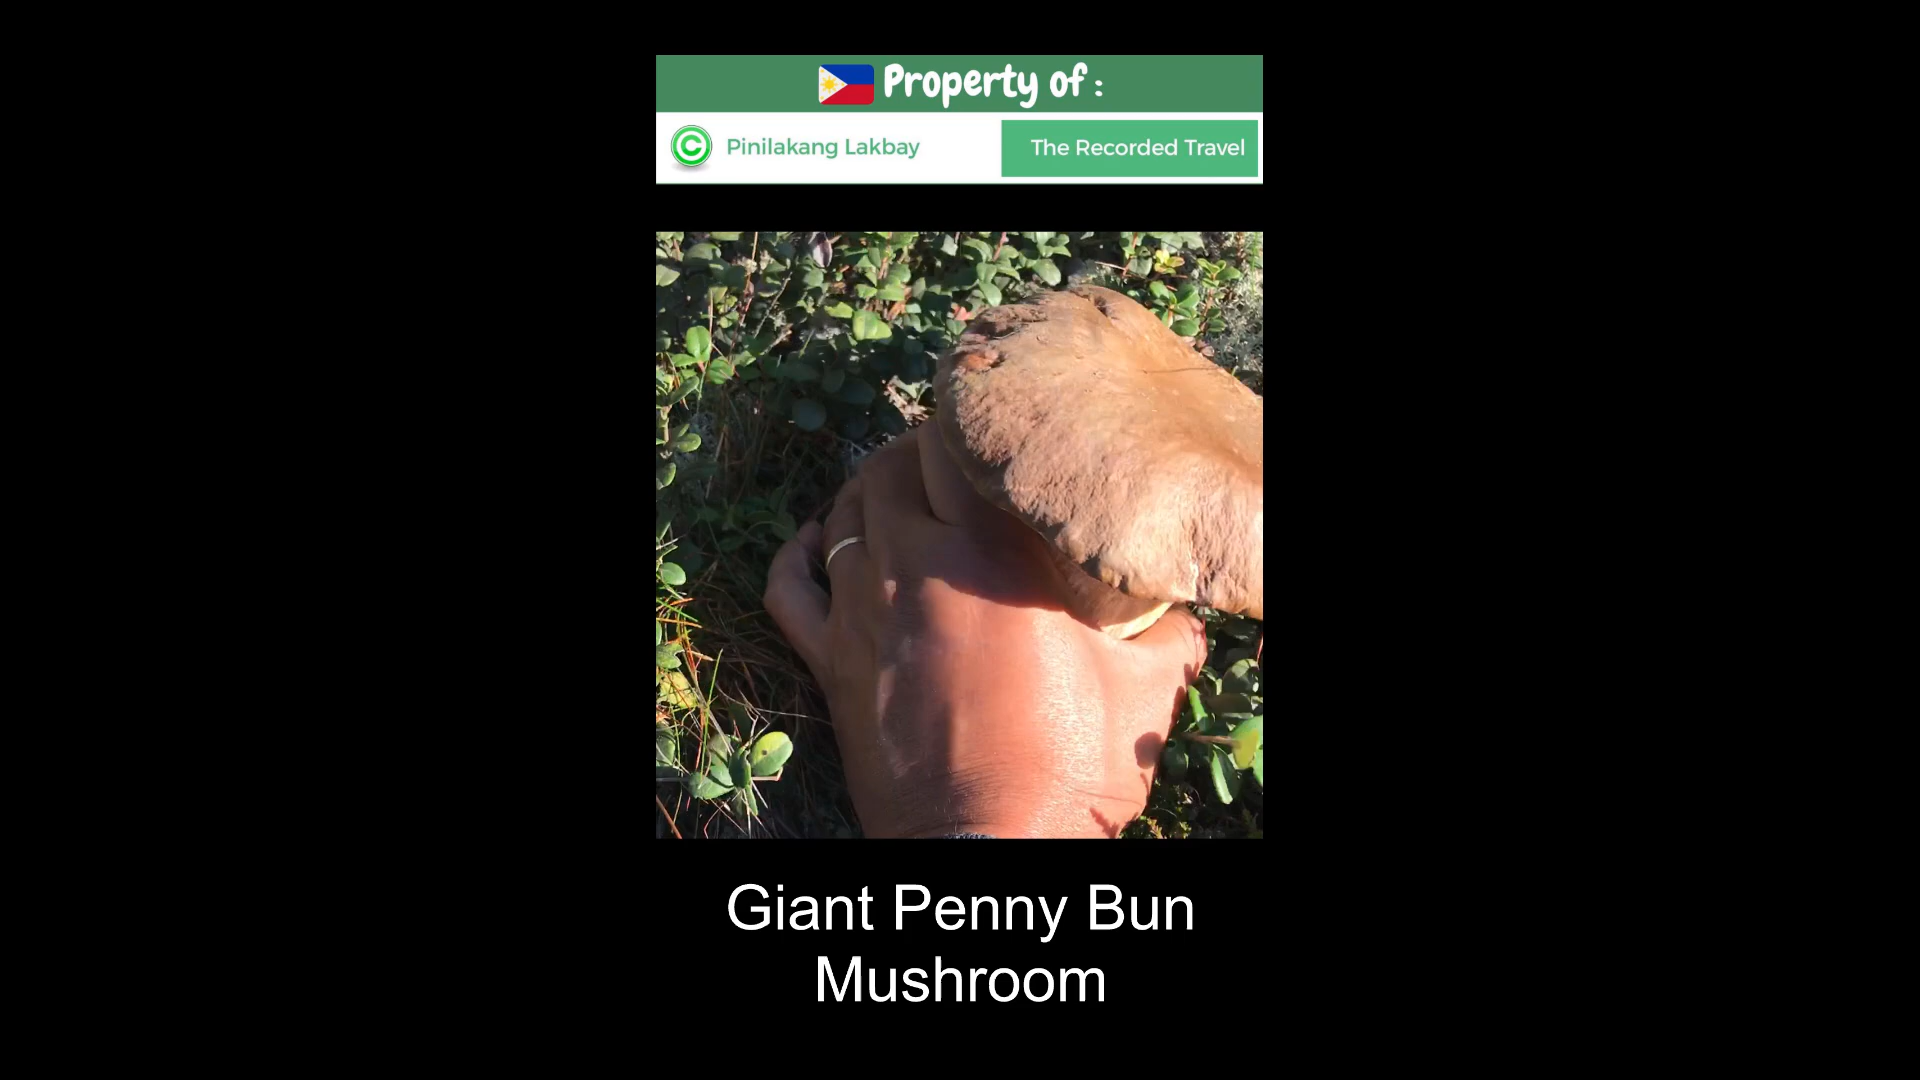 Property of :
© Pinilakang Lakbay
The Recorded Travel
Giant Penny Bun
Mushroom